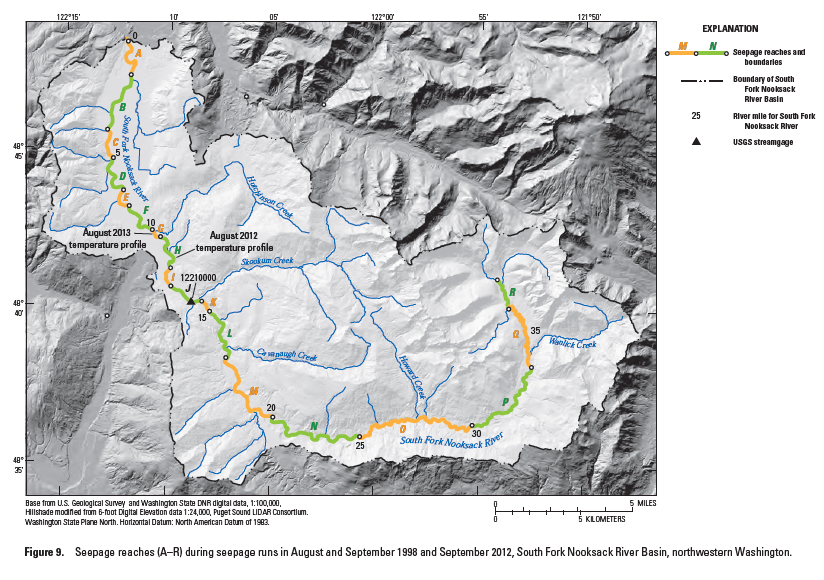 122°15'
10'
05'
122°00'
55'
121°50'
0
A
B
C
South Fork Nooksack River
5
D
E
F
10
G
H
August 2013
temperature profile
August 2012
temperature profile
Hutchinson Creek
Skookum Creek
I
12210000
J
K
15
L
Cavanaugh Creek
M
20
N
25
O
Howard Creek
South Fork Nooksack River
30
P
Q
35
R
Wanlick Creek
48°
45'
48°
40'
48°
35'
EXPLANATION
M N
Seepage reaches and
boundaries
Boundary of South
Fork Nooksack
River Basin
25
River mile for South Fork
Nooksack River
USGS streamgage
Base from U.S. Geological Survey and Washington State DNR digital data, 1:100,000,
Hillshade modified from 6-foot Digital Elevation data 1:24,000, Puget Sound LIDAR Consortium.
Washington State Plane North. Horizontal Datum: North American Datum of 1983.
0 5 MILES
0 5 KILOMETERS
Figure 9. Seepage reaches (A–R) during seepage runs in August and September 1998 and September 2012, South Fork Nooksack River Basin, northwestern Washington.